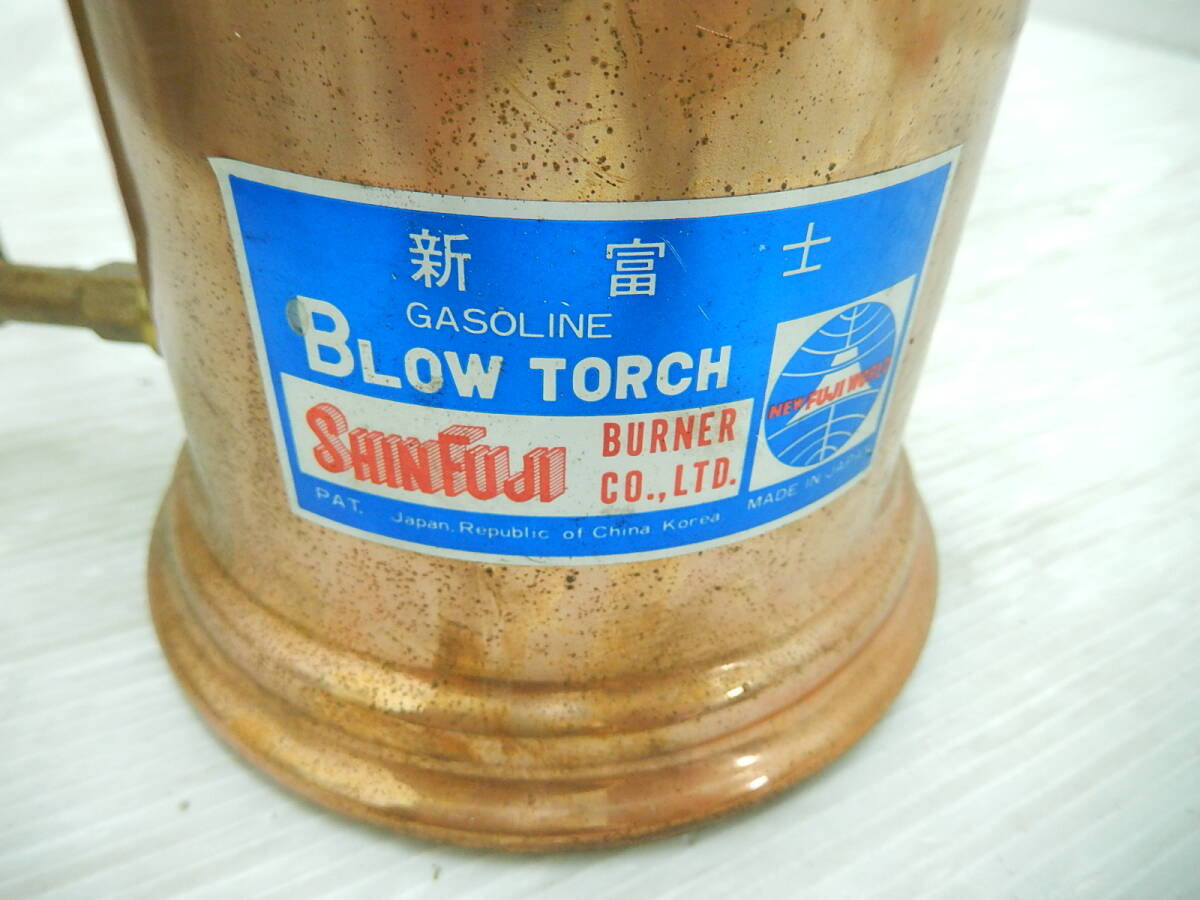 新富士
GASOLINE
BLOW TORCH
SHINFUJI
BURNER
CO., LTD.
NEW FUJI WORLD
PAT. Japan, Republic of China Korea
MADE IN JAPAN